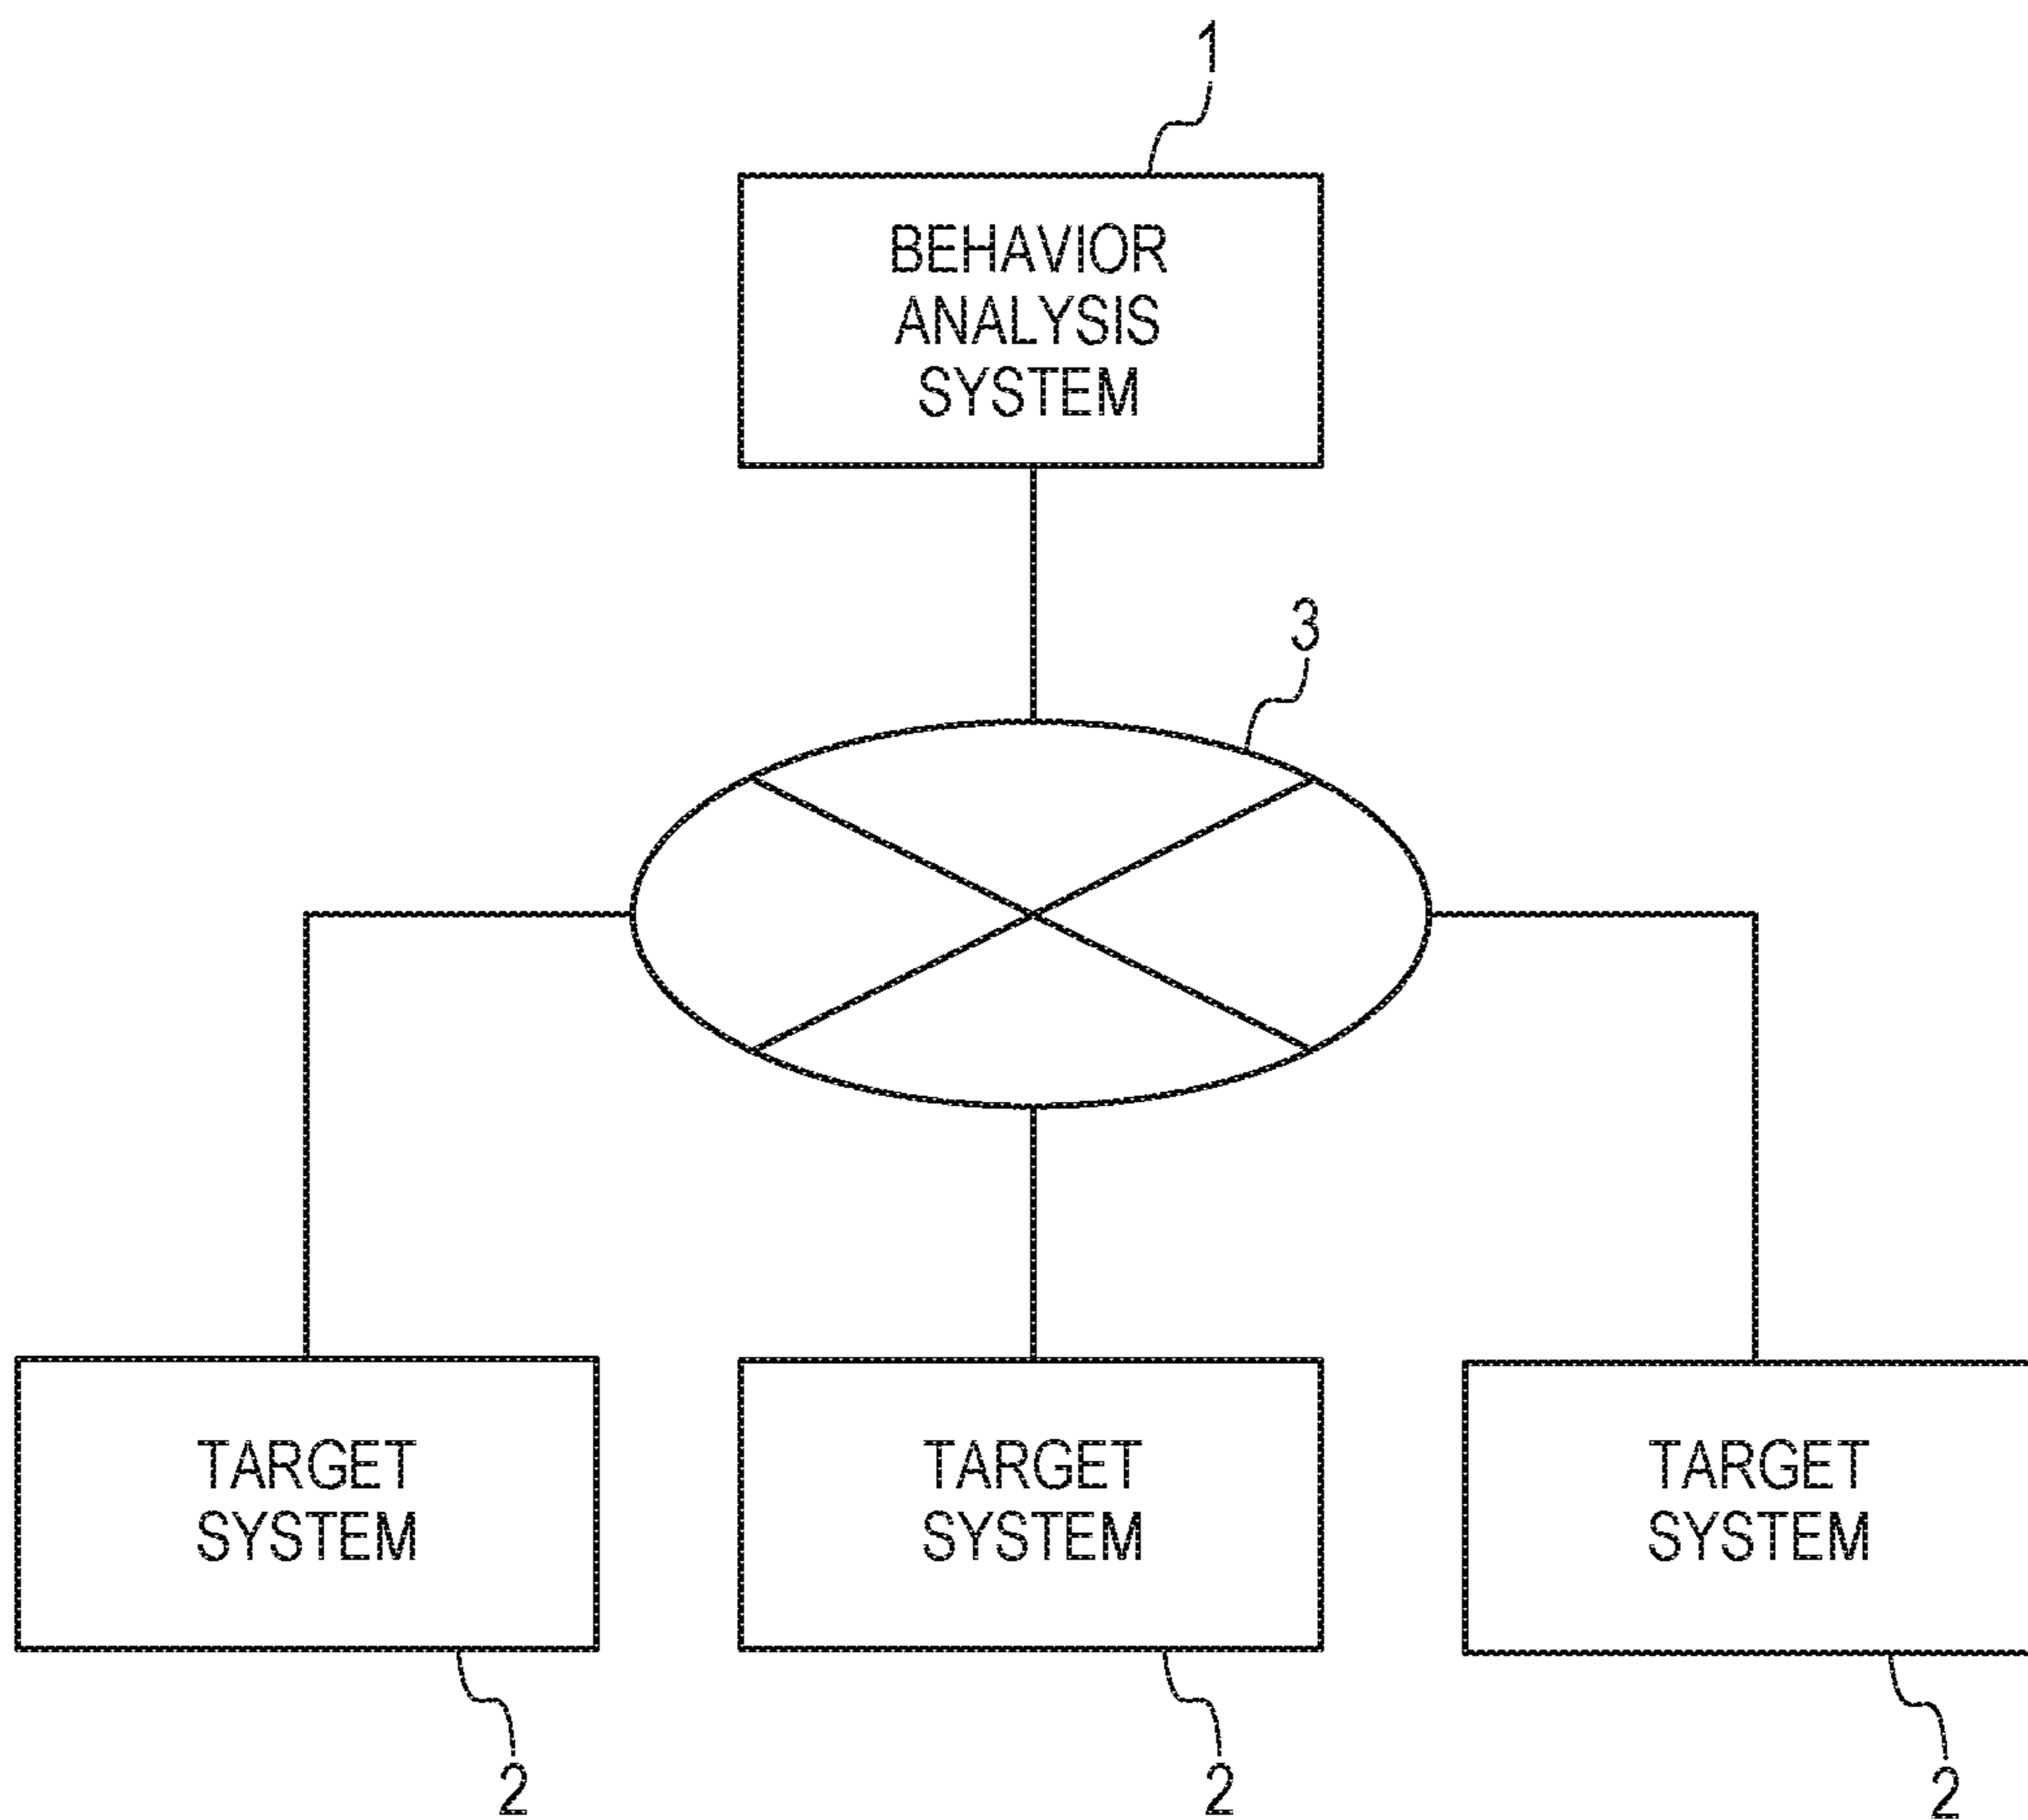 1
BEHAVIOR
ANALYSIS
SYSTEM
3
TARGET
SYSTEM
TARGET
SYSTEM
TARGET
SYSTEM
2
2
2